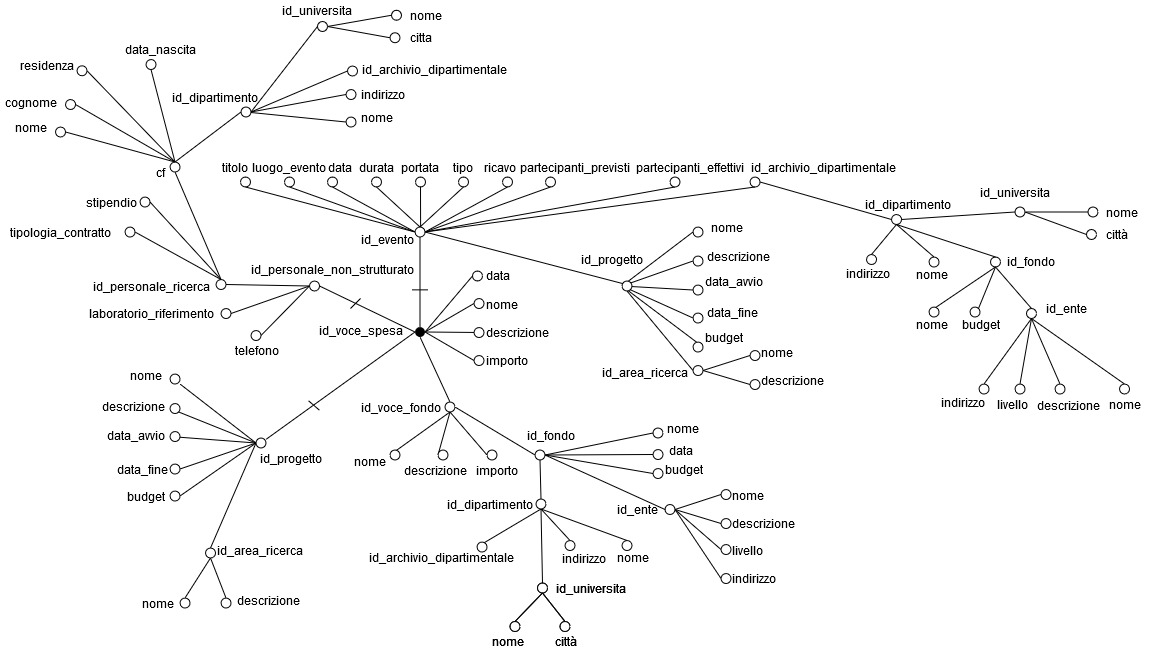 id_universita
nome
citta
data_nascita
residenza
id_archivio_dipartimentale
id_dipartimento
indirizzo
cognome
nome
nome
cf
titolo luogo_evento data durata portata tipo ricavo partecipanti_previsti partecipanti_effettivi id_archivio_dipartimentale
id_universita
stipendio
id_dipartimento
nome
tipologia_contratto
id_evento
nome
città
id_progetto
descrizione
id_fondo
id_personale_non_strutturato
indirizzo
nome
data
data_avvio
id_personale_ricerca
nome
laboratorio_riferimento
data_fine
nome
budget
id_ente
id_voce_spesa
descrizione
budget
telefono
importo
nome
id_area_ricerca
descrizione
nome
indirizzo
livello
descrizione
nome
descrizione
id_voce_fondo
data_avvio
id_fondo
nome
data
id_progetto
nome
descrizione
importo
budget
data_fine
budget
nome
id_dipartimento
id_ente
descrizione
id_area_ricerca
id_archivio_dipartimentale
indirizzo
nome
livello
indirizzo
nome
descrizione
id_universita
nome
città